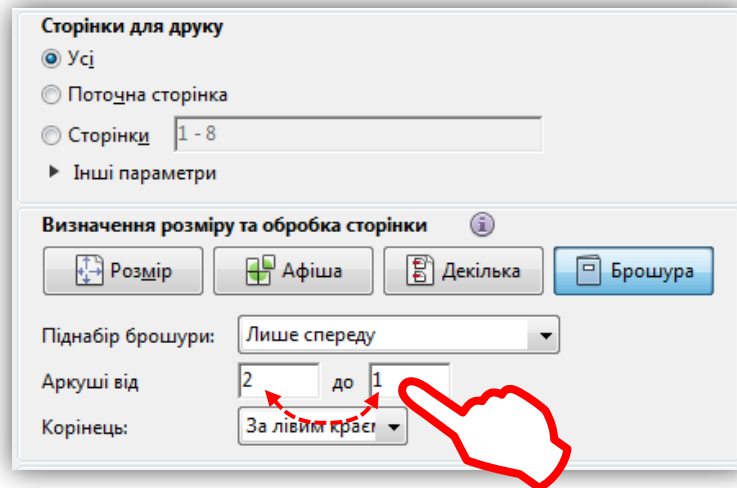 Сторінки для друку
Усі
Поточна сторінка
Сторінки 1 - 8
Інші параметри
Визначення розміру та обробка сторінки i
Розмір Афіша Декілька Брошура
Піднабір брошури: Лише спереду
Аркуші від 2 до 1
Корінець: За лівим краєм